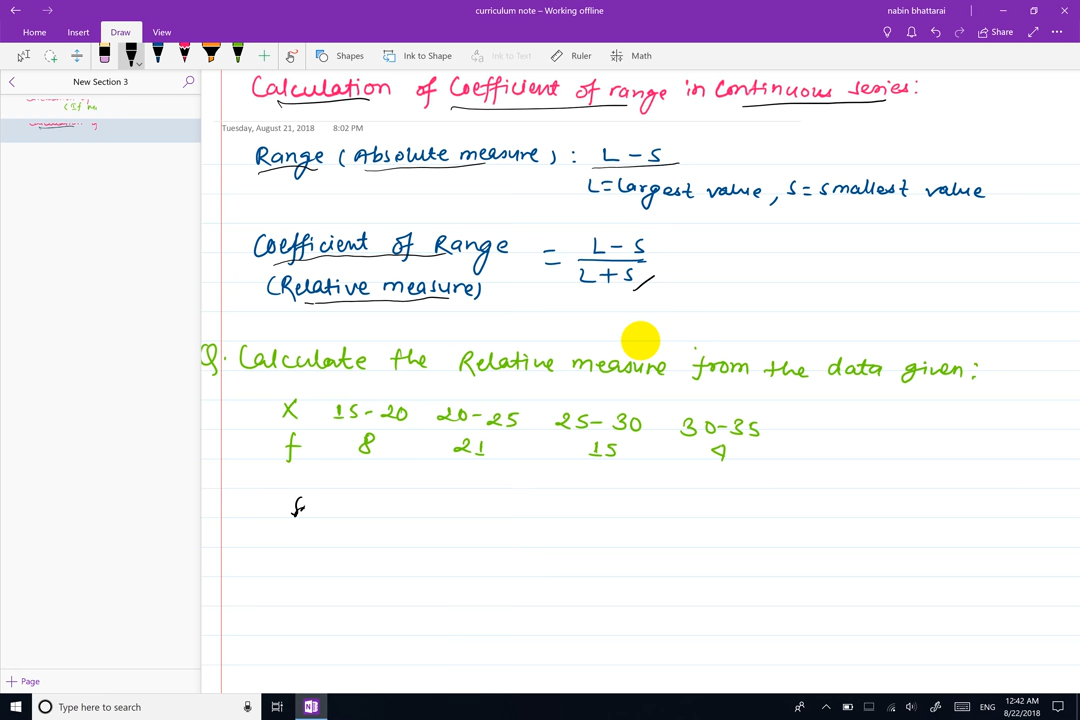 curriculum note – Working offline
nabin bhattarai
Home Insert Draw View
Share
Shapes Ink to Shape Ink to Text Ruler Math
New Section 3
Calculation of Coefficient of range in Continuous series:
Tuesday, August 21, 2018 8:02 PM
Range (Absolute measure) : L - S
L = largest value, S = smallest value
Coefficient of Range = L - S
L + S
(Relative measure)
Q. Calculate the Relative measure from the data given:
X 15-20 20-25 25-30 30-35
f 8 21 15
Page
Type here to search
ENG
12:42 AM
8/22/2018